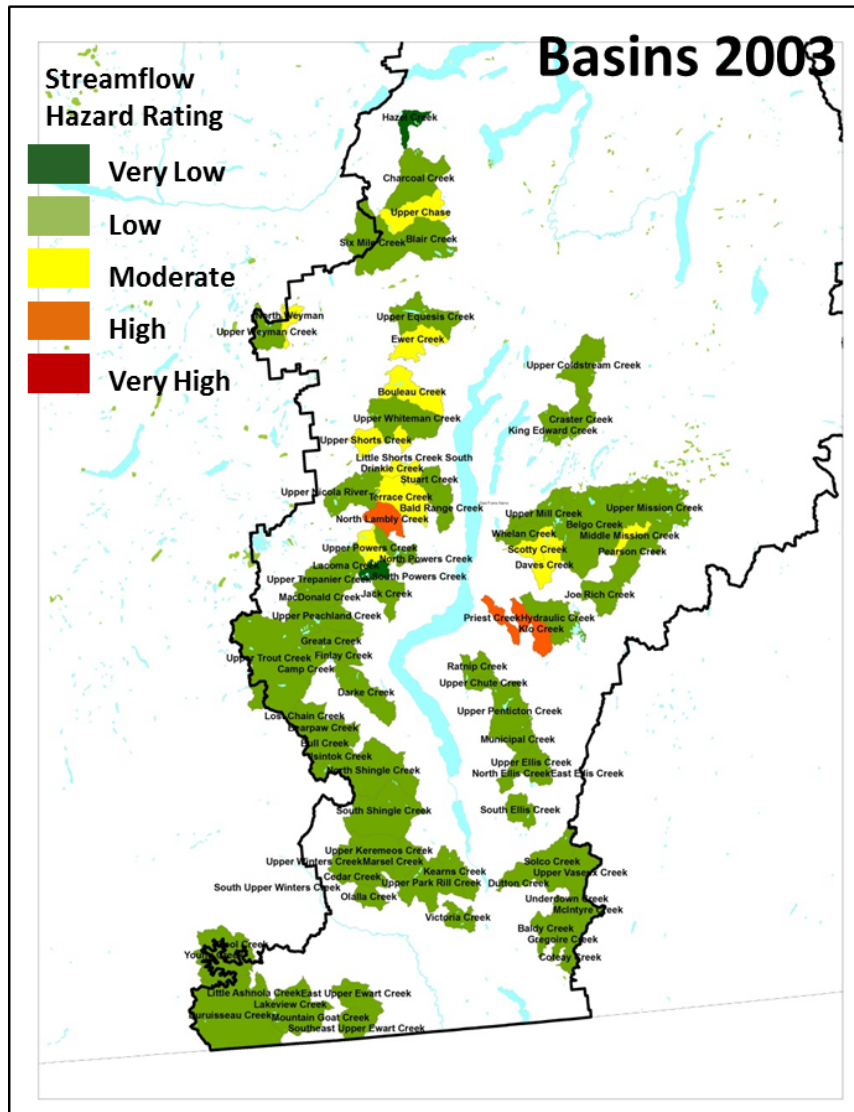 Basins 2003
Streamflow
Hazard Rating
Very Low
Low
Moderate
High
Very High
Hazel Creek
Charcoal Creek
Upper Chase
Six Mile Creek
Blair Creek
North Weyman
Upper Weyman Creek
Upper Equesis Creek
Ewer Creek
Upper Coldstream Creek
Bouleau Creek
Upper Whiteman Creek
Craster Creek
King Edward Creek
Upper Shorts Creek
Little Shorts Creek South
Drinkle Creek
Stuart Creek
Upper Nicola River
Terrace Creek
Bald Range Creek
North Lambly Creek
Upper Mill Creek
Upper Mission Creek
Belgo Creek
Whelan Creek
Middle Mission Creek
Scotty Creek
Pearson Creek
Daves Creek
Joe Rich Creek
Upper Powers Creek
North Powers Creek
Lacoma Creek
South Powers Creek
Upper Trepanier Creek
Jack Creek
MacDonald Creek
Upper Peachland Creek
Priest Creek
Hydraulic Creek
Klo Creek
Greata Creek
Finlay Creek
Upper Trout Creek
Camp Creek
Ratnip Creek
Upper Chute Creek
Darke Creek
Upper Penticton Creek
Lost Chain Creek
Bearpaw Creek
Bull Creek
Municipal Creek
Isintok Creek
North Shingle Creek
Upper Ellis Creek
North Ellis Creek
East Ellis Creek
South Shingle Creek
South Ellis Creek
Upper Keremeos Creek
Upper Winters Creek
Marsel Creek
Solco Creek
Kearns Creek
Upper Vaseux Creek
Cedar Creek
Upper Park Rill Creek
Dutton Creek
South Upper Winters Creek
Olalla Creek
Underdown Creek
McIntyre Creek
Victoria Creek
Baldy Creek
Gregoire Creek
Coteay Creek
Creek
Little Ashnola Creek
East Upper Ewart Creek
Lakeview Creek
Mountain Goat Creek
Southeast Upper Ewart Creek